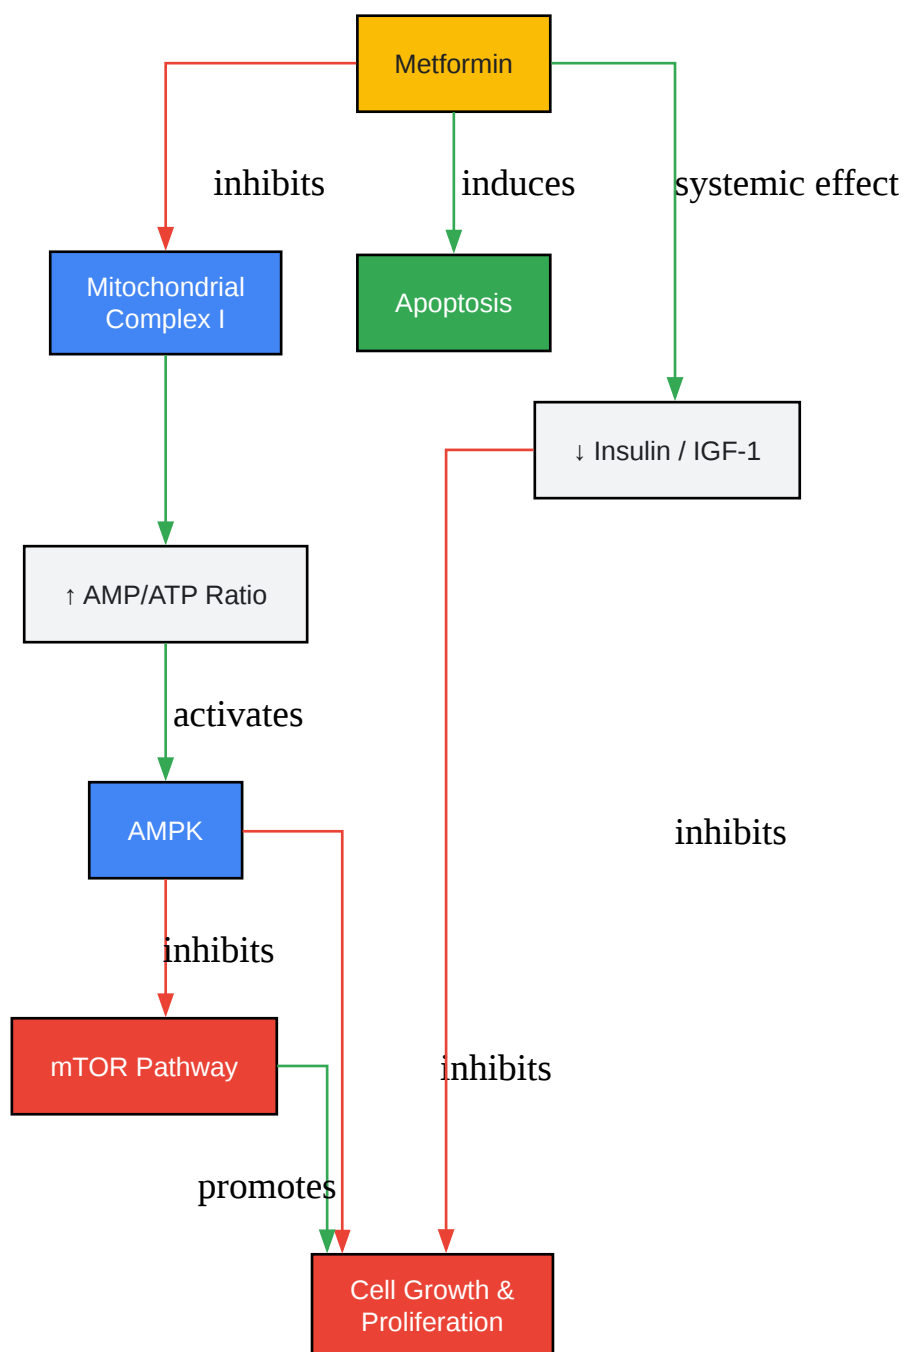 Metformin
inhibits
induces
systemic effect
Mitochondrial
Complex I
Apoptosis
↓ Insulin / IGF-1
↑ AMP/ATP Ratio
activates
AMPK
inhibits
inhibits
mTOR Pathway
inhibits
promotes
Cell Growth &
Proliferation